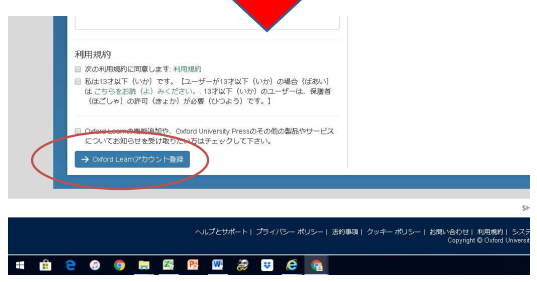 利用規約
次の利用規約に同意します: 利用規約
私は13才以下（いか）です。【ユーザーが13才以下（いか）の場合（ばあい）
は こちらをお読（よ）みください。. 13才以下（いか）のユーザーは、保護者
（ほごしゃ）の許可（きょか）が必要（ひつよう）です。】
Oxford Learnの機能追加や、Oxford University Pressのその他の製品やサービス
についてお知らせを受け取りたい方はチェックして下さい。
→ Oxford Learnアカウント登録
SH
ヘルプとサポート | プライバシー ポリシー | 法的事項 | クッキー ポリシー | お問い合わせ | 利用規約 | システ
Copyright © Oxford Universit